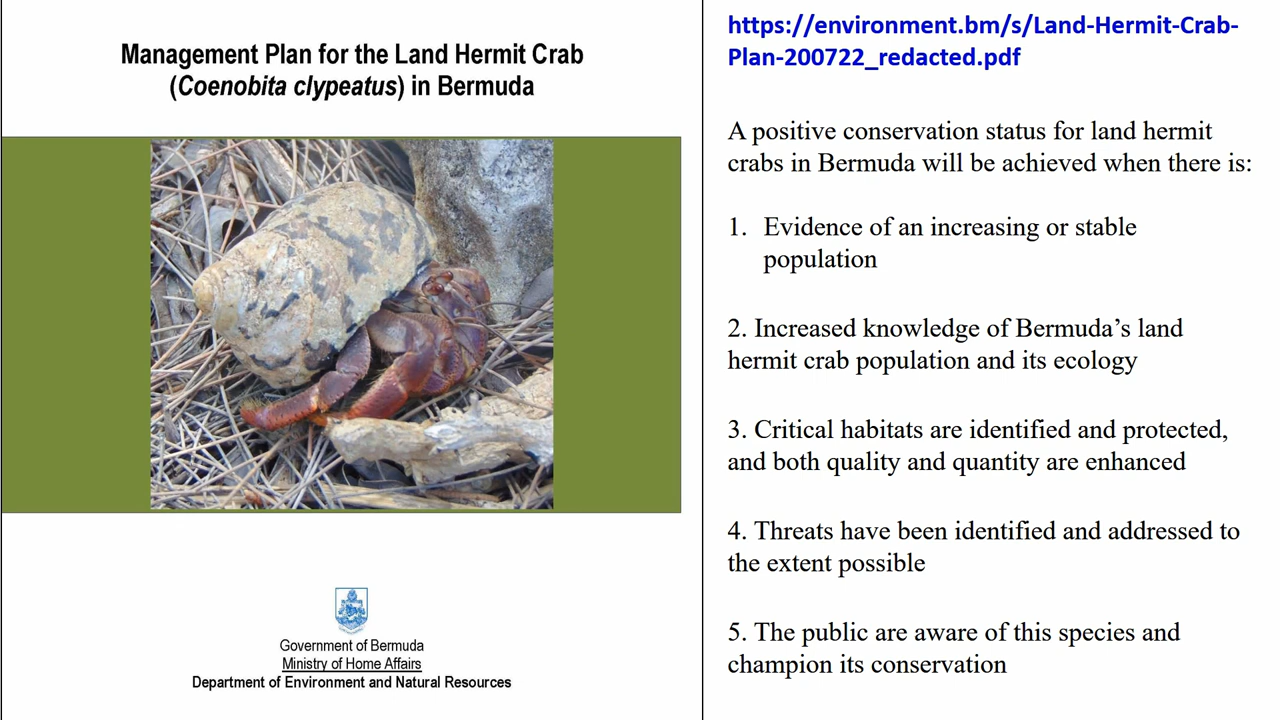 Management Plan for the Land Hermit Crab
(Coenobita clypeatus) in Bermuda
Government of Bermuda
Ministry of Home Affairs
Department of Environment and Natural Resources
https://environment.bm/s/Land-Hermit-Crab-
Plan-200722_redacted.pdf
A positive conservation status for land hermit
crabs in Bermuda will be achieved when there is:
1. Evidence of an increasing or stable
population
2. Increased knowledge of Bermuda’s land
hermit crab population and its ecology
3. Critical habitats are identified and protected,
and both quality and quantity are enhanced
4. Threats have been identified and addressed to
the extent possible
5. The public are aware of this species and
champion its conservation